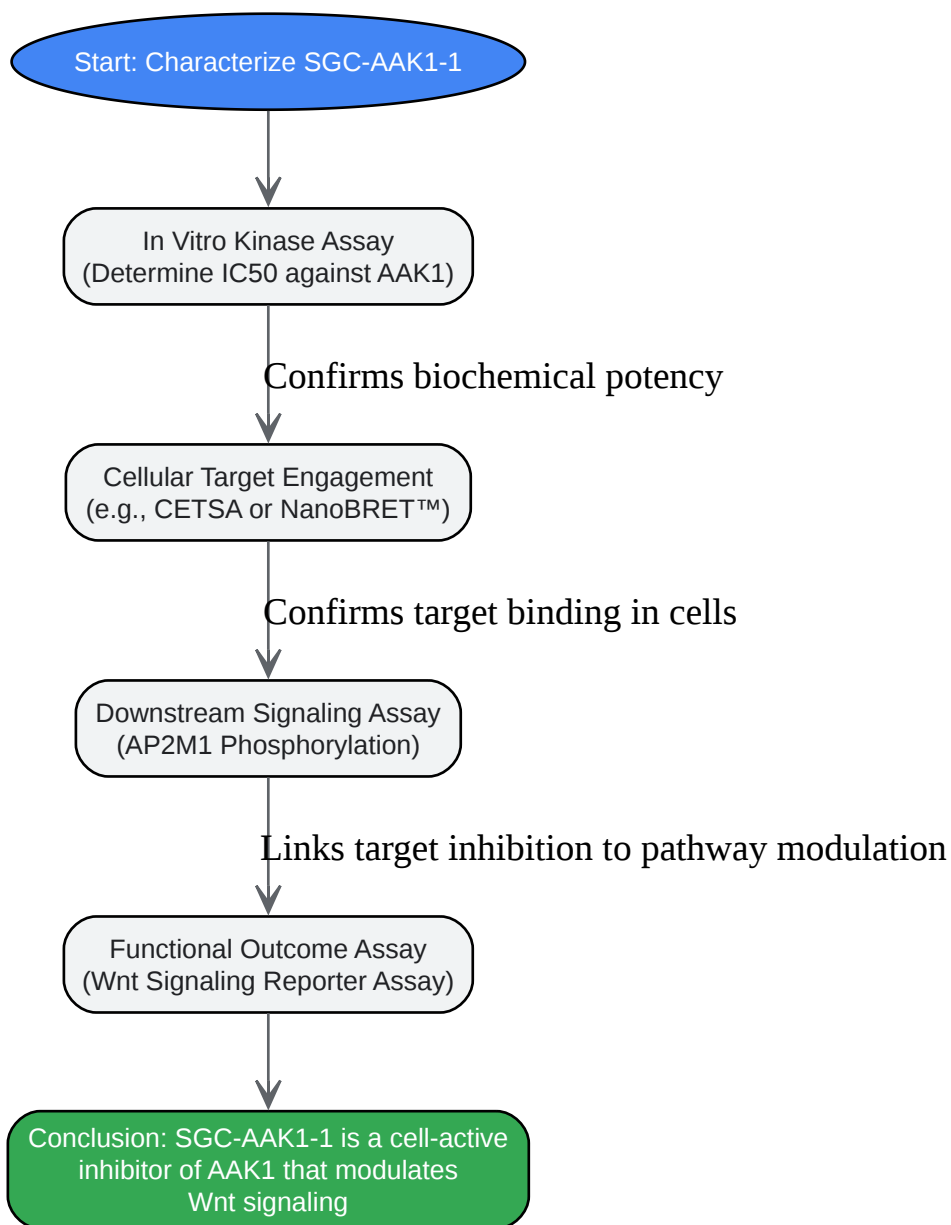 Start: Characterize SGC-AAK1-1
In Vitro Kinase Assay
(Determine IC50 against AAK1)
Confirms biochemical potency
Cellular Target Engagement
(e.g., CETSA or NanoBRET™)
Confirms target binding in cells
Downstream Signaling Assay
(AP2M1 Phosphorylation)
Links target inhibition to pathway modulation
Functional Outcome Assay
(Wnt Signaling Reporter Assay)
Conclusion: SGC-AAK1-1 is a cell-active
inhibitor of AAK1 that modulates
Wnt signaling